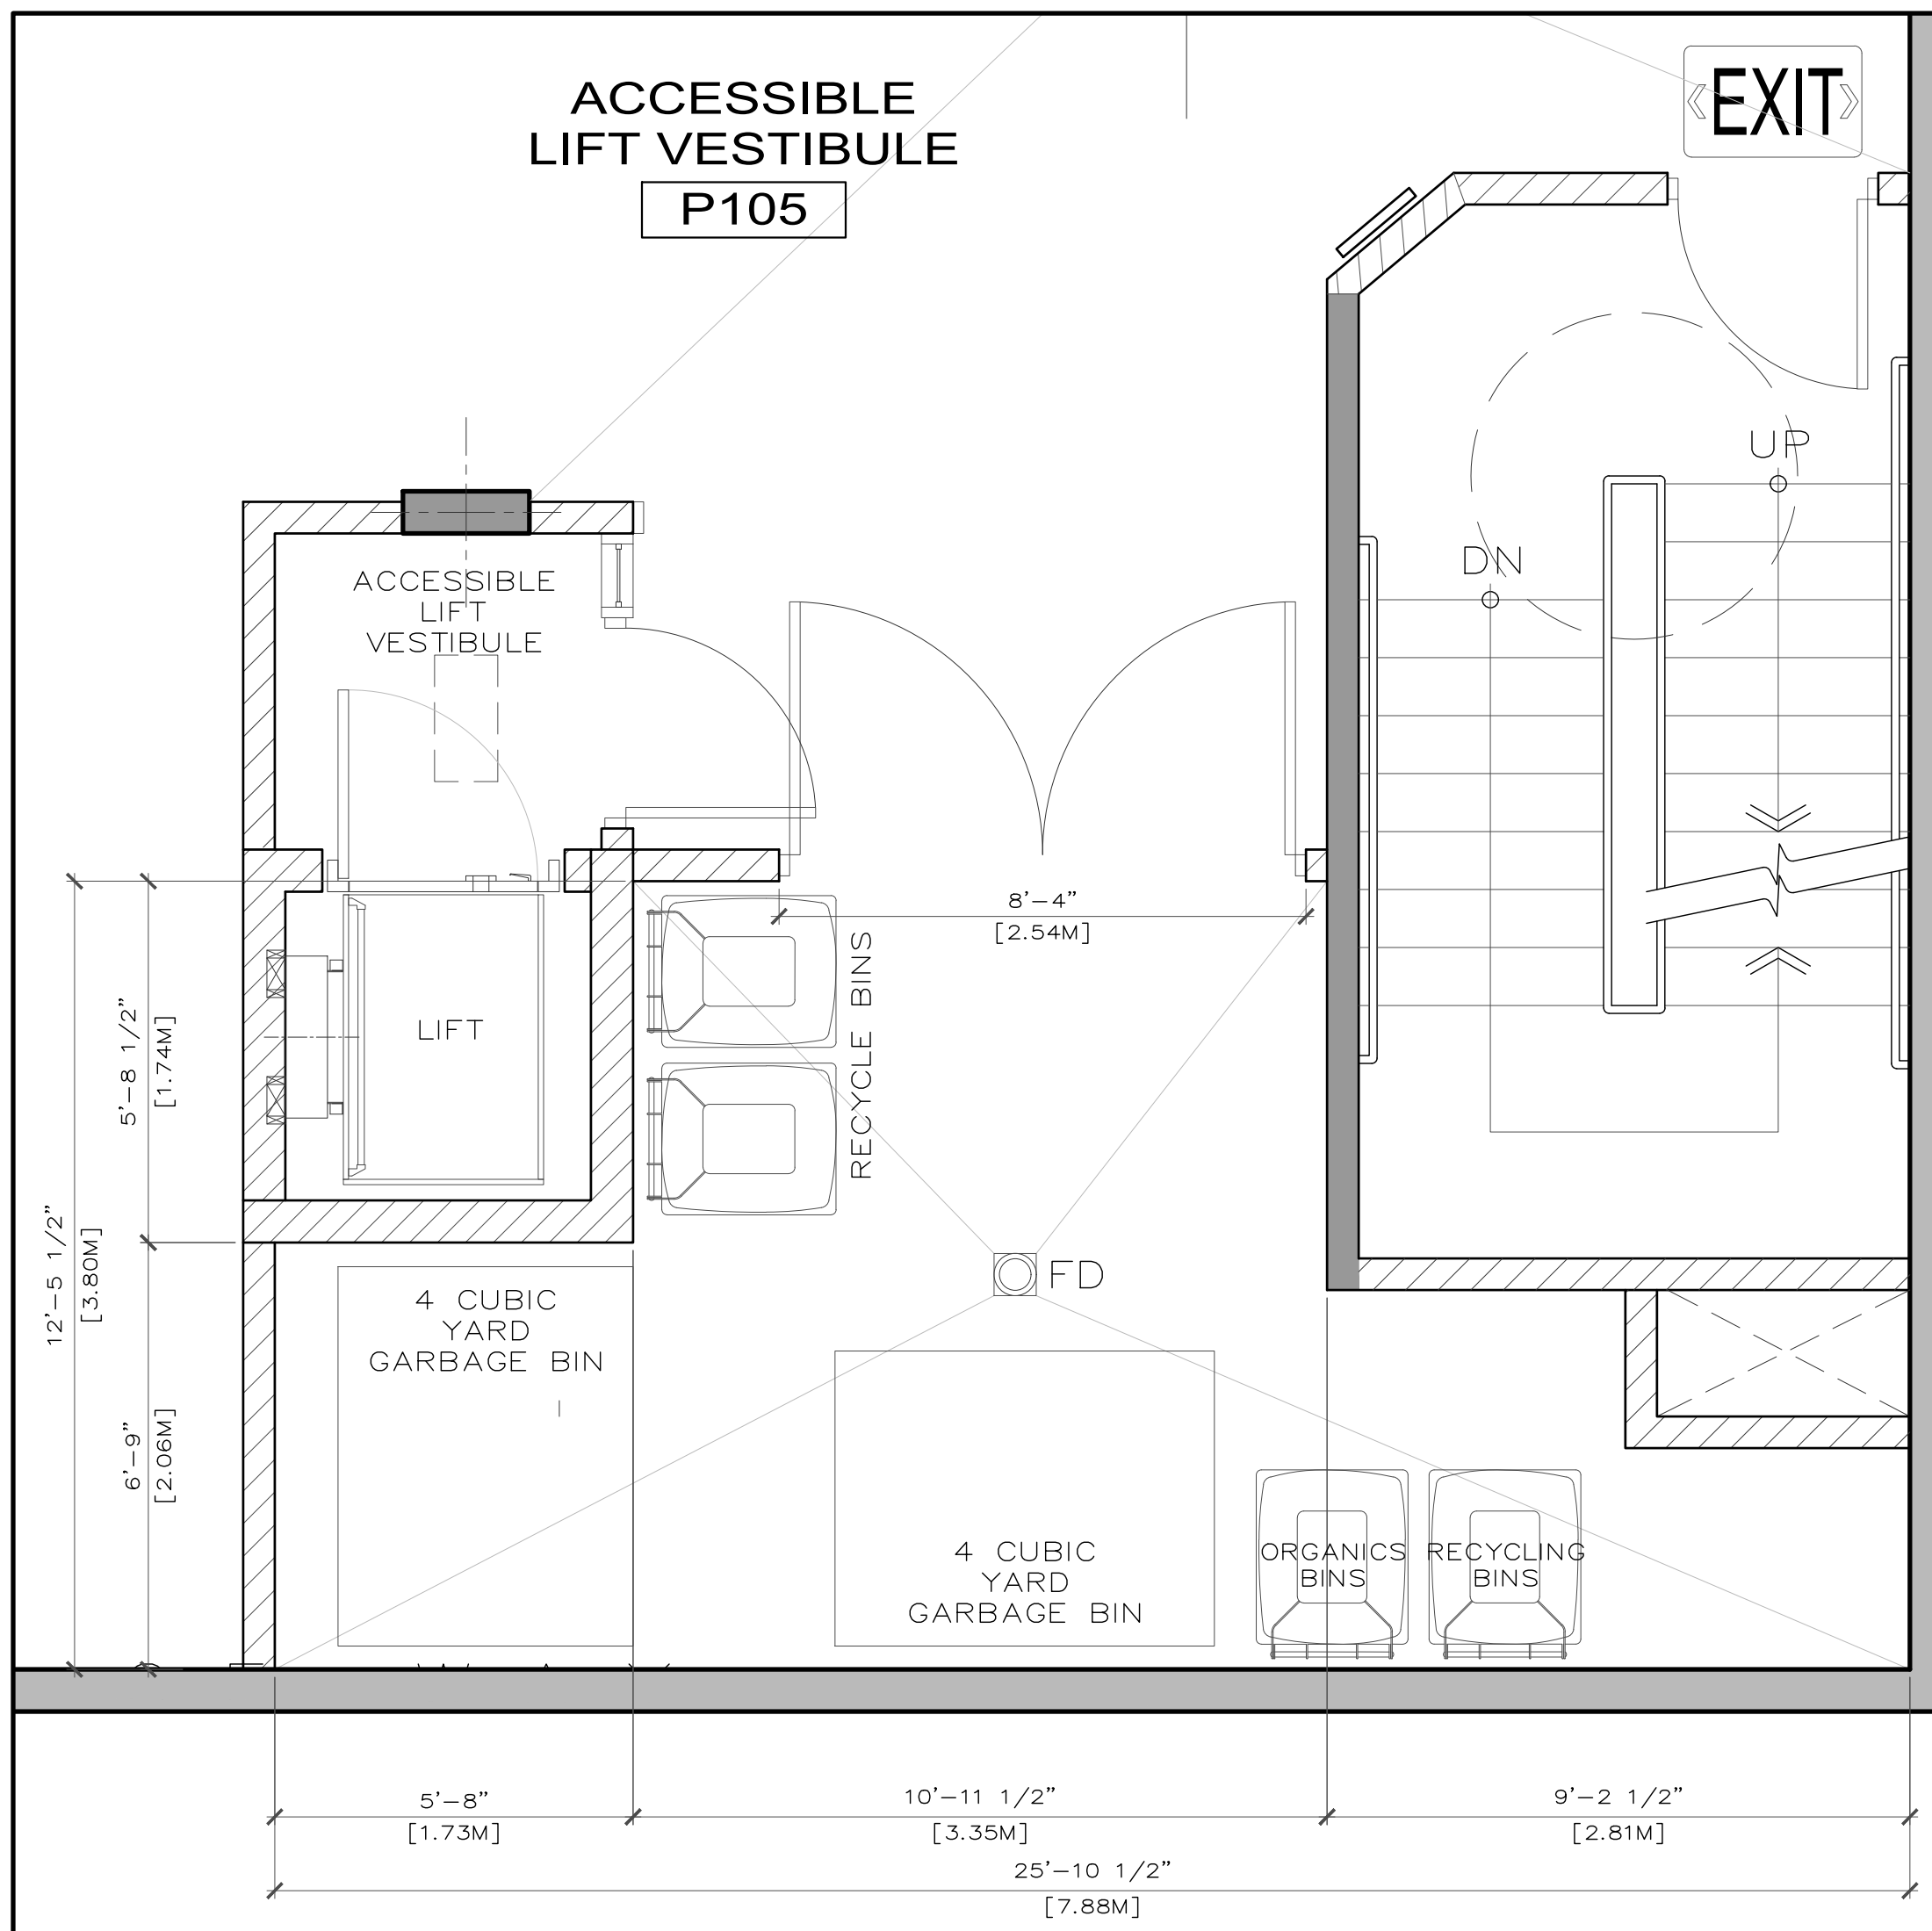 ACCESSIBLE
LIFT VESTIBULE
P105
EXIT
UP
DN
ACCESSIBLE
LIFT
VESTIBULE
8'-4"
[2.54M]
RECYCLE BINS
LIFT
5'-8 1/2"
[1.74M]
12'-5 1/2"
[3.80M]
6'-9"
[2.06M]
FD
4 CUBIC
YARD
GARBAGE BIN
4 CUBIC
YARD
GARBAGE BIN
ORGANICS
BINS
RECYCLING
BINS
5'-8"
[1.73M]
10'-11 1/2"
[3.35M]
9'-2 1/2"
[2.81M]
25'-10 1/2"
[7.88M]